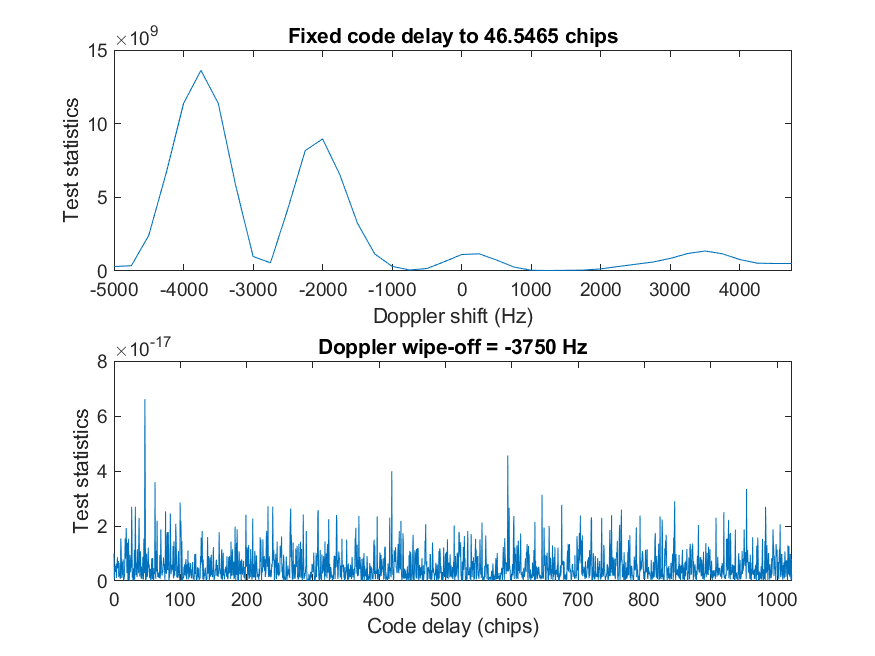 Fixed code delay to 46.5465 chips
×10^9
15
10
5
0
Test statistics
-5000 -4000 -3000 -2000 -1000 0 1000 2000 3000 4000
Doppler shift (Hz)
Doppler wipe-off = -3750 Hz
×10^-17
8
6
4
2
0
Test statistics
0 100 200 300 400 500 600 700 800 900 1000
Code delay (chips)